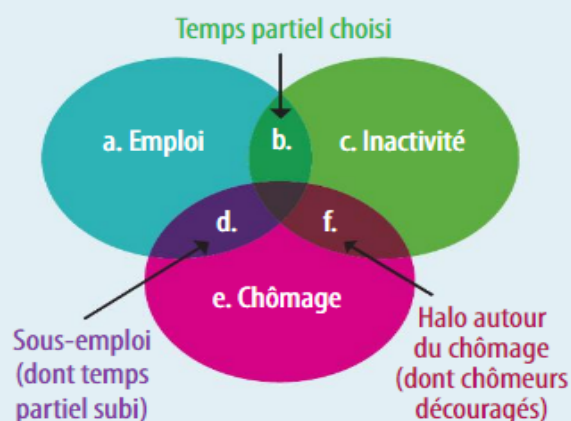 Temps partiel choisi
a. Emploi
b.
c. Inactivité
d.
f.
e. Chômage
Sous-emploi
(dont temps
partiel subi)
Halo autour
du chômage
(dont chômeurs
découragés)